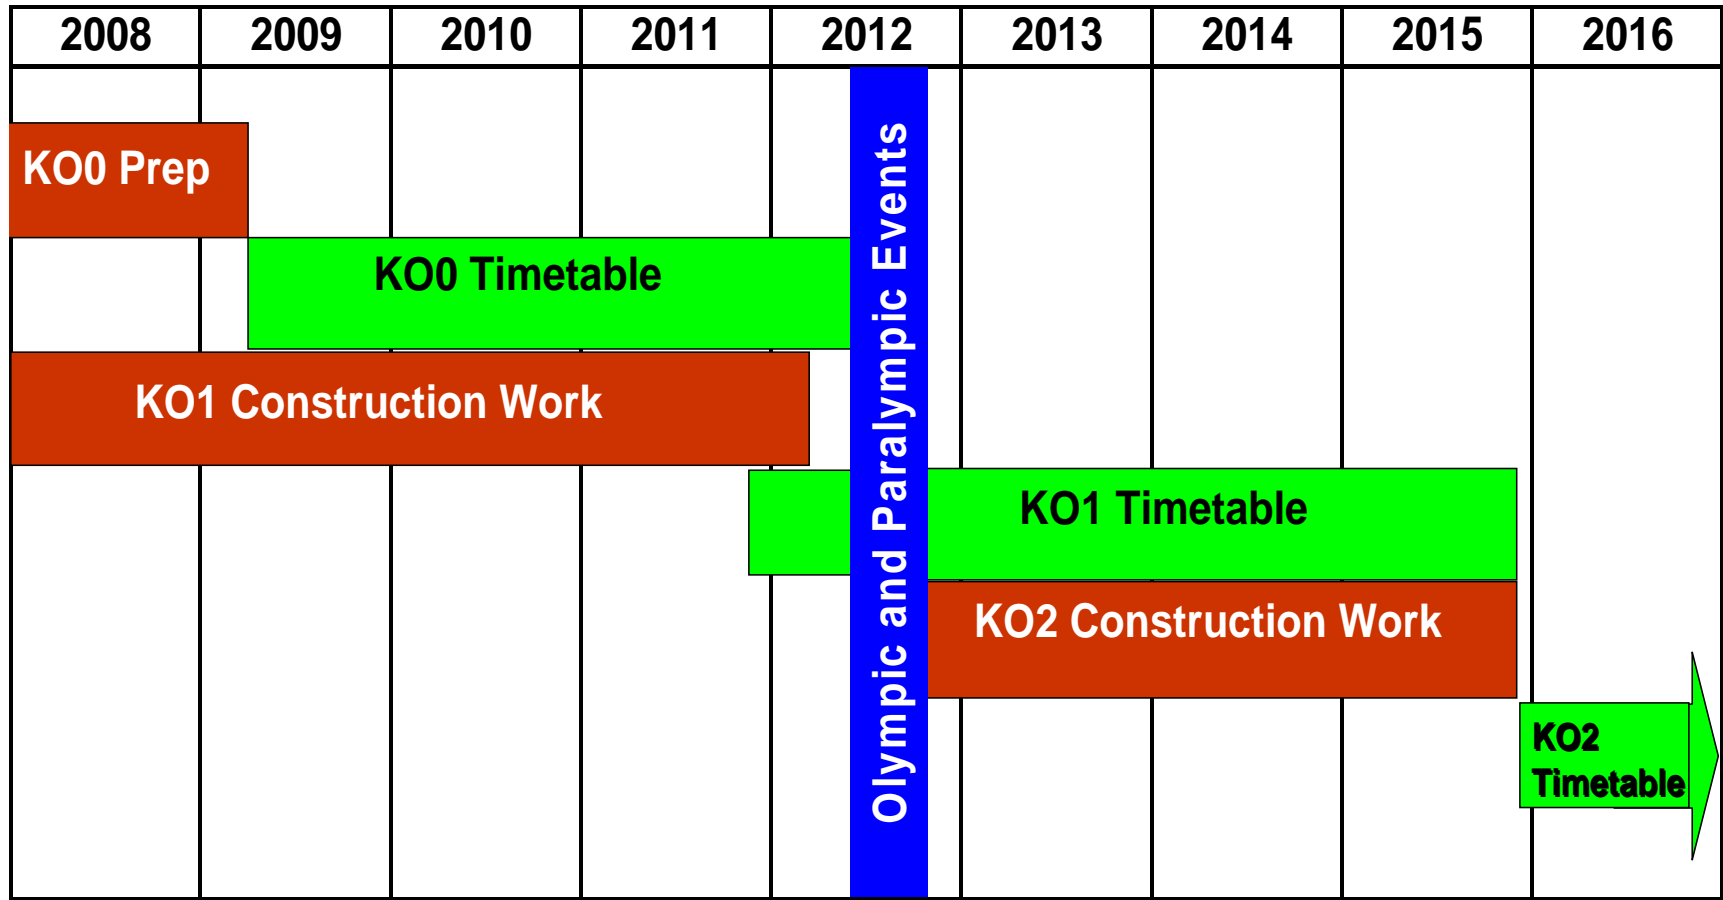 2008 2009 2010 2011 2012 2013 2014 2015 2016
KO0 Prep
KO0 Timetable
KO1 Construction Work
Olympic and Paralympic Events
KO1 Timetable
KO2 Construction Work
KO2
Timetable